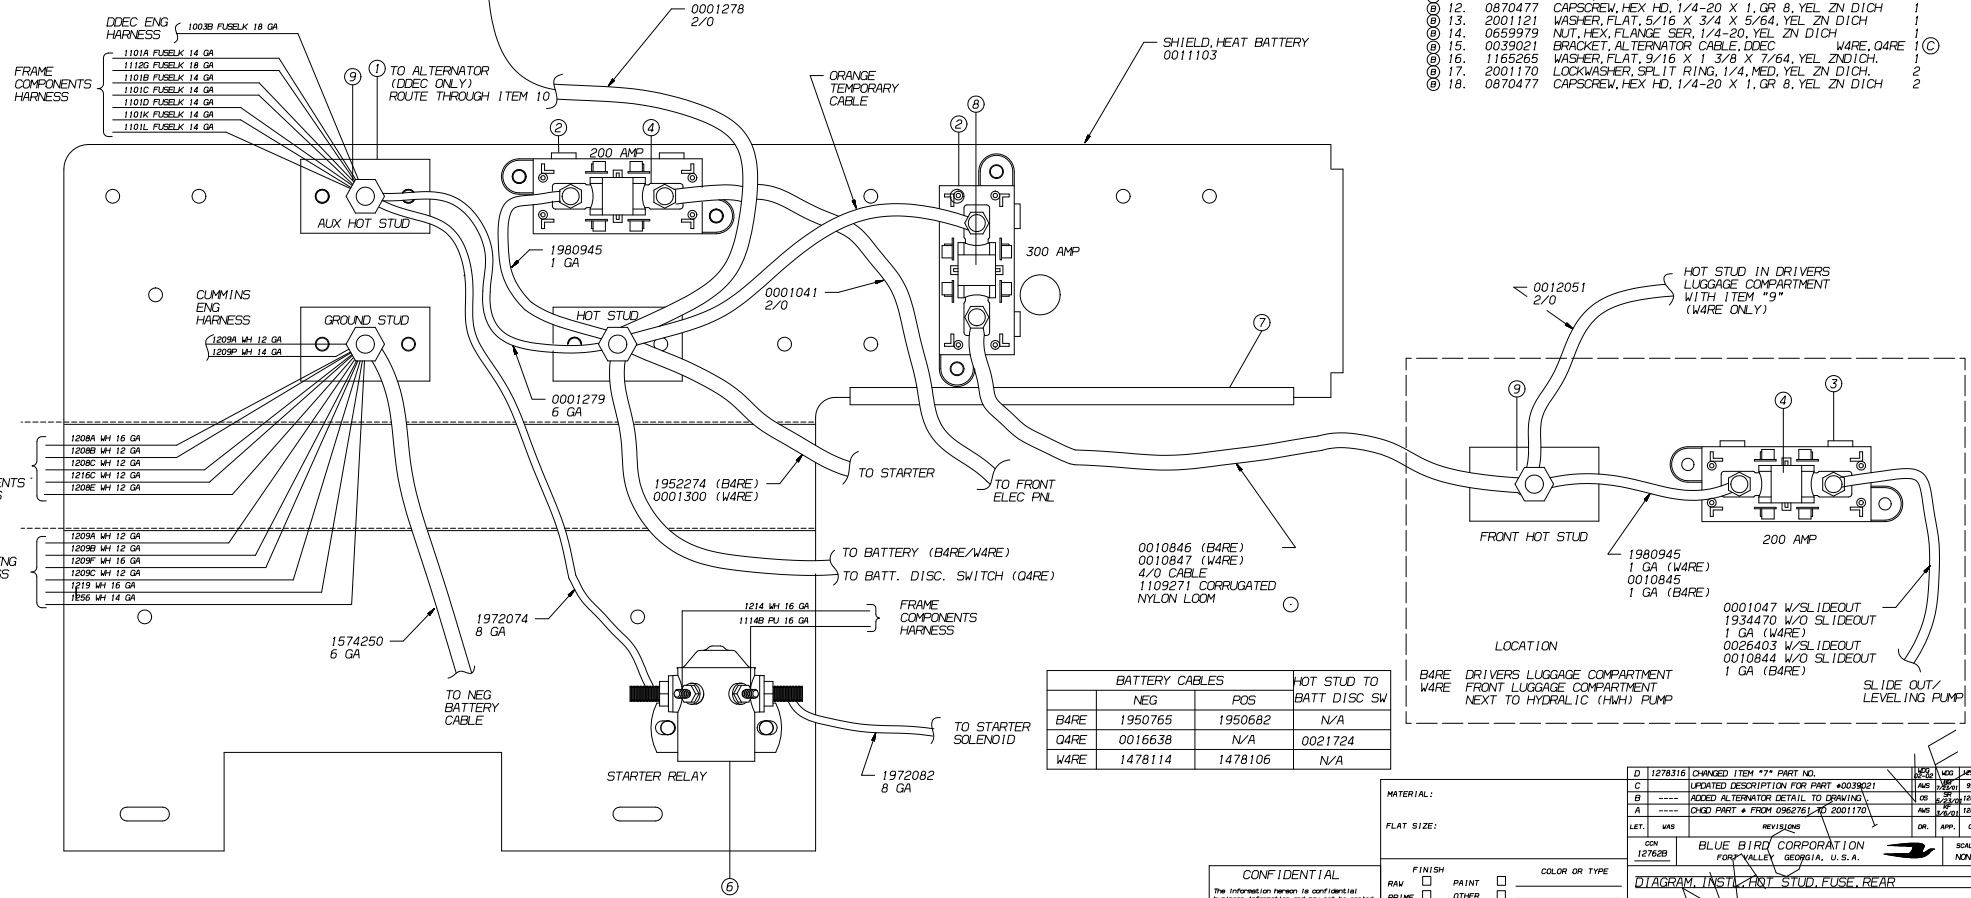 12. 0870477 CAPSCREW, HEX HD, 1/4-20 X 1, GR 8, YEL ZN DICH 1
13. 2001121 WASHER, FLAT, 5/16 X 3/4 X 5/64, YEL ZN DICH 1
14. 0659979 NUT, HEX, FLANGE SER, 1/4-20, YEL ZN DICH 1
15. 0039021 BRACKET, ALTERNATOR CABLE, DDEC W4RE, Q4RE 1 C
16. 1165265 WASHER, FLAT, 9/16 X 1 3/8 X 7/64, YEL ZNDICH. 1
17. 2001170 LOCKWASHER, SPLIT RING, 1/4, MED, YEL ZN DICH. 2
18. 0870477 CAPSCREW, HEX HD, 1/4-20 X 1, GR 8, YEL ZN DICH 2
0001278
2/0
DDEC ENG
HARNESS
1003B FUSELK 18 GA
FRAME
COMPONENTS
HARNESS
1101A FUSELK 14 GA
1112G FUSELK 18 GA
1101B FUSELK 14 GA
1101C FUSELK 14 GA
1101D FUSELK 14 GA
1101K FUSELK 14 GA
1101L FUSELK 14 GA
9
1
TO ALTERNATOR
(DDEC ONLY)
ROUTE THROUGH ITEM 10
SHIELD, HEAT BATTERY
0011103
ORANGE
TEMPORARY
CABLE
2
4
200 AMP
2
8
AUX HOT STUD
300 AMP
1980945
1 GA
0001041
2/0
CUMMINS
ENG
HARNESS
1209A WH 12 GA
1209P WH 14 GA
GROUND STUD
HOT STUD
7
0001279
6 GA
0012051
2/0
HOT STUD IN DRIVERS
LUGGAGE COMPARTMENT
WITH ITEM "9"
(W4RE ONLY)
9
4
3
1208A WH 16 GA
1208B WH 12 GA
1208C WH 12 GA
1216C WH 12 GA
1208E WH 12 GA
1209A WH 12 GA
1209B WH 12 GA
1209F WH 16 GA
1209C WH 12 GA
1219 WH 16 GA
1256 WH 14 GA
1952274 (B4RE)
0001300 (W4RE)
TO STARTER
TO FRONT
ELEC PNL
TO BATTERY (B4RE/W4RE)
TO BATT. DISC. SWITCH (Q4RE)
0010846 (B4RE)
0010847 (W4RE)
4/0 CABLE
1109271 CORRUGATED
NYLON LOOM
FRONT HOT STUD
200 AMP
1980945
1 GA (W4RE)
0010845
1 GA (B4RE)
0001047 W/SLIDEOUT
1934470 W/O SLIDEOUT
1 GA (W4RE)
0026403 W/SLIDEOUT
0010844 W/O SLIDEOUT
1 GA (B4RE)
SLIDE OUT/
LEVELING PUMP
LOCATION
B4RE DRIVERS LUGGAGE COMPARTMENT
W4RE FRONT LUGGAGE COMPARTMENT
NEXT TO HYDRALIC (HWH) PUMP
1574250
6 GA
TO NEG
BATTERY
CABLE
1972074
8 GA
1214 WH 16 GA
1114B PU 16 GA
FRAME
COMPONENTS
HARNESS
TO STARTER
SOLENOID
1972082
8 GA
STARTER RELAY
6
BATTERY CABLES HOT STUD TO
NEG POS BATT DISC SW
B4RE 1950765 1950682 N/A
Q4RE 0016638 N/A 0021724
W4RE 1478114 1478106 N/A
MATERIAL:
FLAT SIZE:
FINISH
COLOR OR TYPE
RAW PAINT
PRIME OTHER
CONFIDENTIAL
The information hereon is confidential
D 1278316 CHANGED ITEM "7" PART NO.
C UPDATED DESCRIPTION FOR PART #0039021
B ---- ADDED ALTERNATOR DETAIL TO DRAWING
A ---- CHGD PART # FROM 0962761 TO 2001170
LET. WAS REVISIONS DR. APP.
CCN
12762B
BLUE BIRD CORPORATION
FORT VALLEY GEORGIA, U.S.A.
DIAGRAM, INSTL, HOT STUD, FUSE, REAR